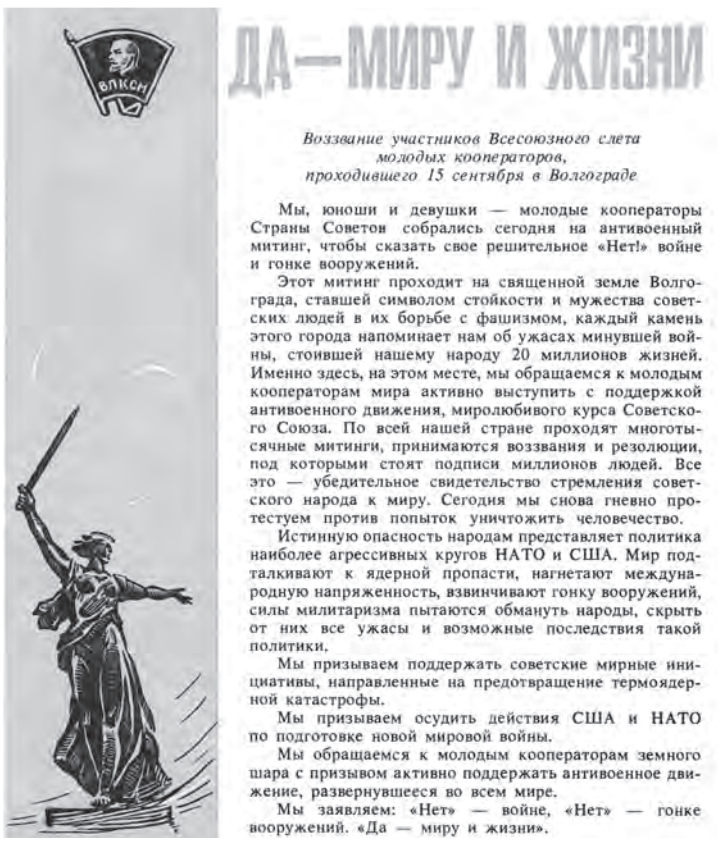 ВЛКСМ
ДА—МИРУ И ЖИЗНИ
Воззвание участников Всесоюзного слета
молодых кооператоров,
проходившего 15 сентября в Волгограде
Мы, юноши и девушки — молодые кооператоры
Страны Советов собрались сегодня на антивоенный
митинг, чтобы сказать свое решительное «Нет!» войне
и гонке вооружений.
Этот митинг проходит на священной земле Волго-
града, ставшей символом стойкости и мужества совет-
ских людей в их борьбе с фашизмом, каждый камень
этого города напоминает нам об ужасах минувшей вой-
ны, стоившей нашему народу 20 миллионов жизней.
Именно здесь, на этом месте, мы обращаемся к молодым
кооператорам мира активно выступить с поддержкой
антивоенного движения, миролюбивого курса Советско-
го Союза. По всей нашей стране проходят многоты-
сячные митинги, принимаются воззвания и резолюции,
под которыми стоят подписи миллионов людей. Все
это — убедительное свидетельство стремления совет-
ского народа к миру. Сегодня мы снова гневно про-
тестуем против попыток уничтожить человечество.
Истинную опасность народам представляет политика
наиболее агрессивных кругов НАТО и США. Мир под-
талкивают к ядерной пропасти, нагнетают междуна-
родную напряженность, взвинчивают гонку вооружений,
силы милитаризма пытаются обмануть народы, скрыть
от них все ужасы и возможные последствия такой
политики.
Мы призываем поддержать советские мирные ини-
циативы, направленные на предотвращение термоядер-
ной катастрофы.
Мы призываем осудить действия США и НАТО
по подготовке новой мировой войны.
Мы обращаемся к молодым кооператорам земного
шара с призывом активно поддержать антивоенное дви-
жение, развернувшееся во всем мире.
Мы заявляем: «Нет» — войне, «Нет» — гонке
вооружений. «Да — миру и жизни».